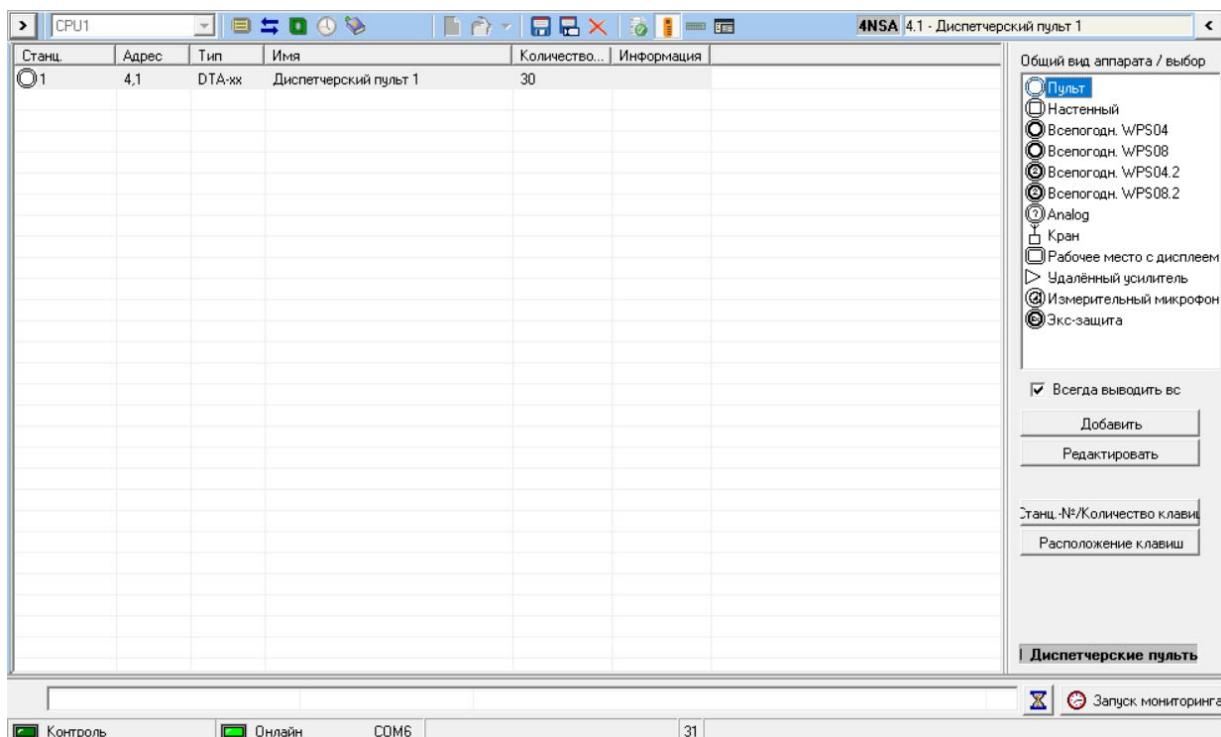 > CPU1 4NSA 4.1 - Диспетчерский пульт 1 <
Станц. Адрес Тип Имя Количество... Информация
1 4,1 DTA-xx Диспетчерский пульт 1 30
Общий вид аппарата / выбор
Пульт
Настенный
Всепогодн. WPS04
Всепогодн. WPS08
Всепогодн. WPS04.2
Всепогодн. WPS08.2
Analog
Кран
Рабочее место с дисплеем
Удалённый усилитель
Измерительный микрофон
Экс-защита
Всегда выводить вс
Добавить
Редактировать
Станц.-№/Количество клавиш
Расположение клавиш
Диспетчерские пульты
Запуск мониторинга
Контроль Онлайн COM6 31